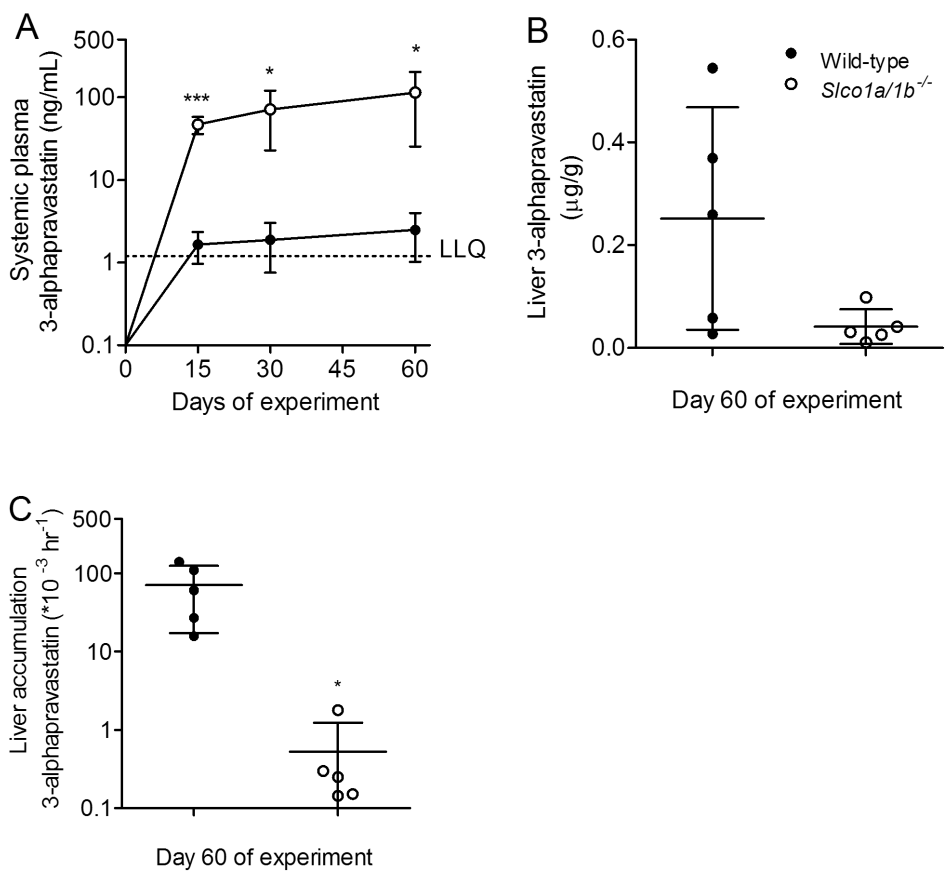 A
Systemic plasma
3-alphapravastatin (ng/mL)
500
100
10
1
0.1
***
*
*
LLQ
0
15
30
45
60
Days of experiment
B
Liver 3-alphapravastatin
(μg/g)
0.6
0.4
0.2
0.0
Wild-type
Slco1a/1b-/-
Day 60 of experiment
C
Liver accumulation
3-alphapravastatin (*10-3 hr-1)
500
100
10
1
0.1
*
Day 60 of experiment